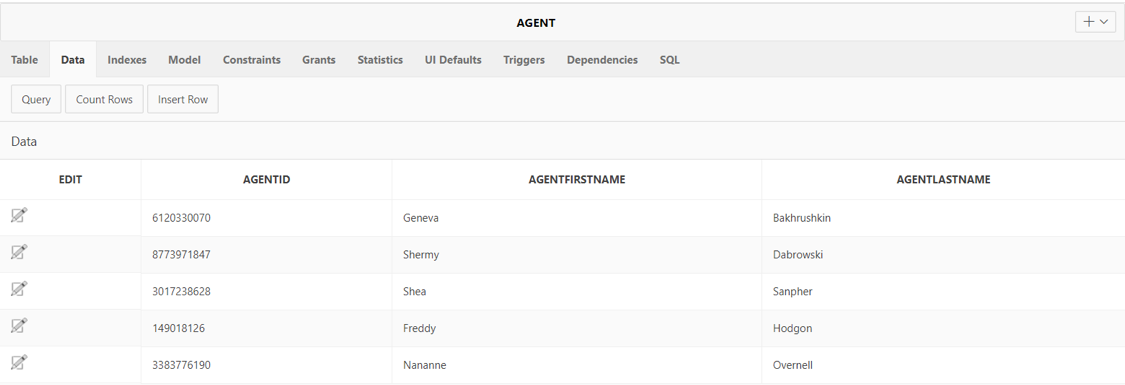 AGENT
Table Data Indexes Model Constraints Grants Statistics UI Defaults Triggers Dependencies SQL
Query Count Rows Insert Row
Data
EDIT AGENTID AGENTFIRSTNAME AGENTLASTNAME
6120330070 Geneva Bakhrushkin
8773971847 Shermy Dabrowski
3017238628 Shea Sanpher
149018126 Freddy Hodgon
3383776190 Nananne Overnell